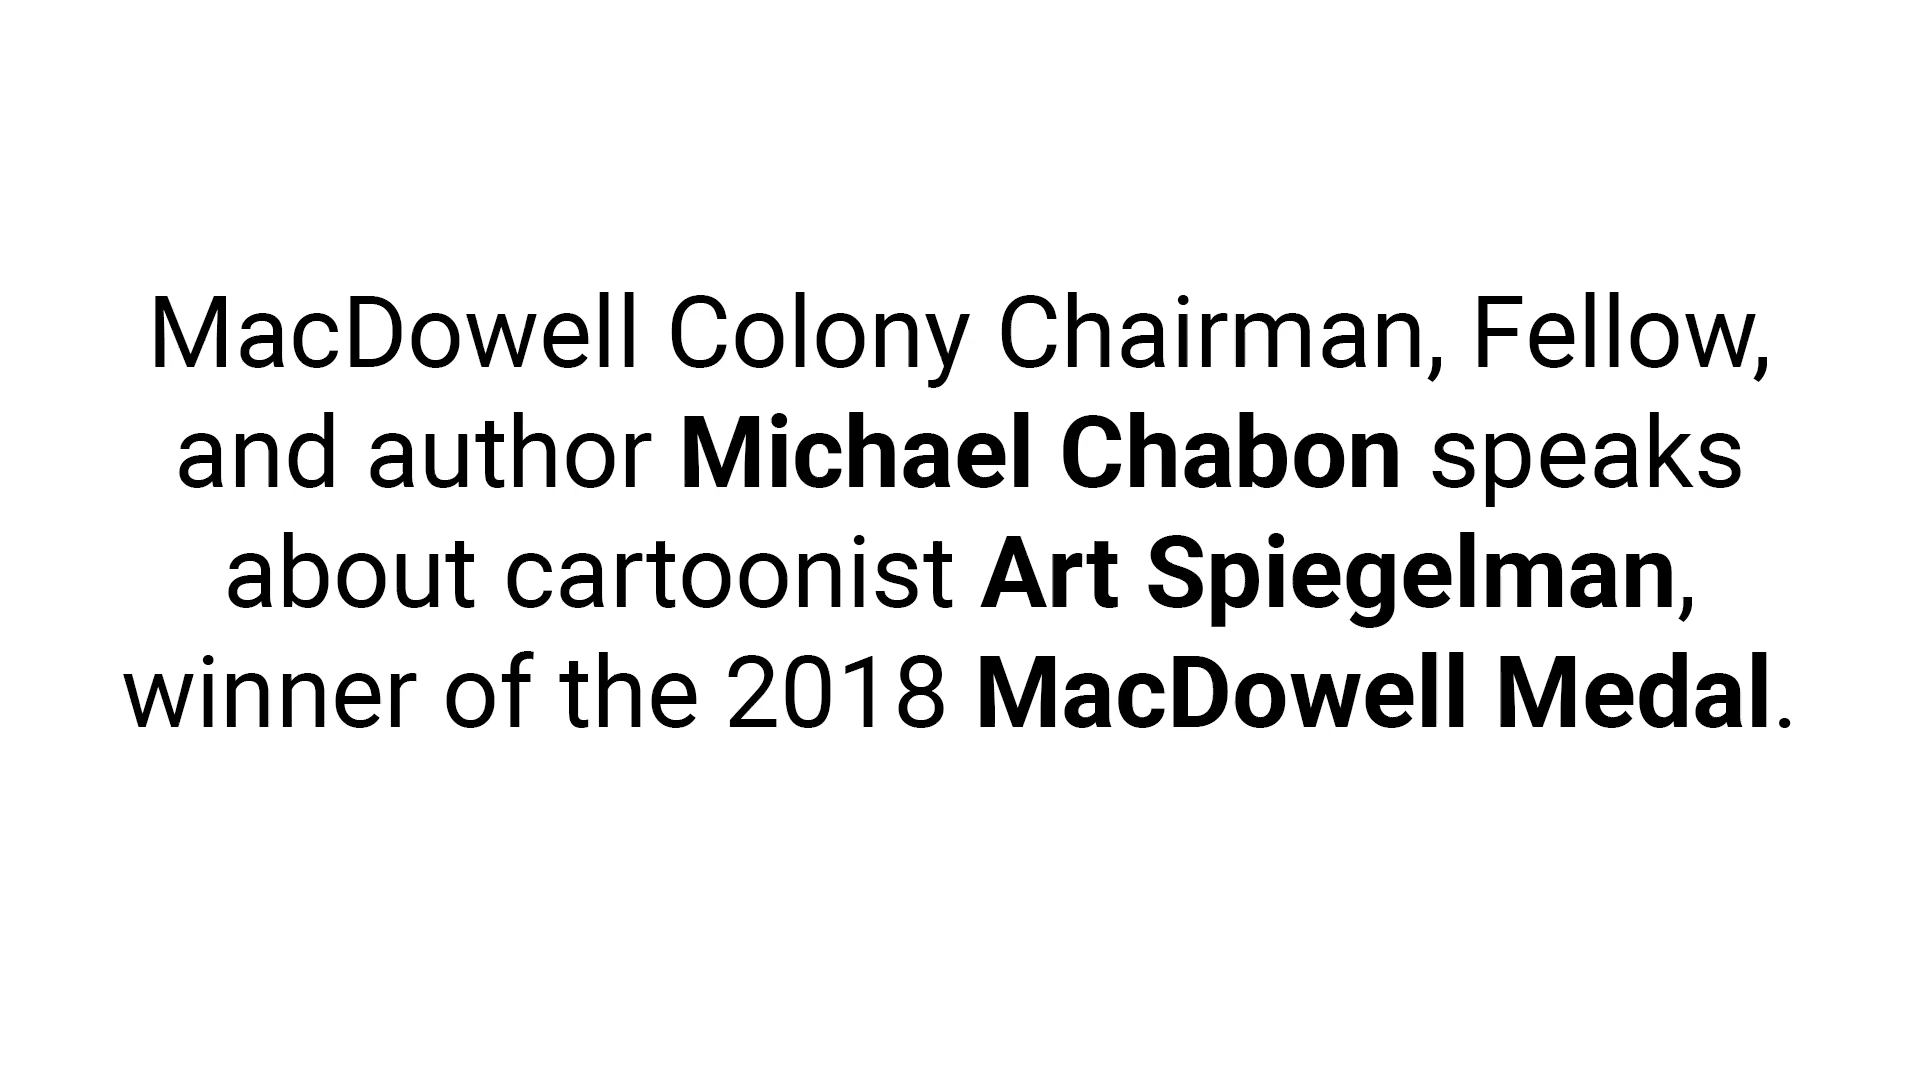 MacDowell Colony Chairman, Fellow,
and author Michael Chabon speaks
about cartoonist Art Spiegelman,
winner of the 2018 MacDowell Medal.